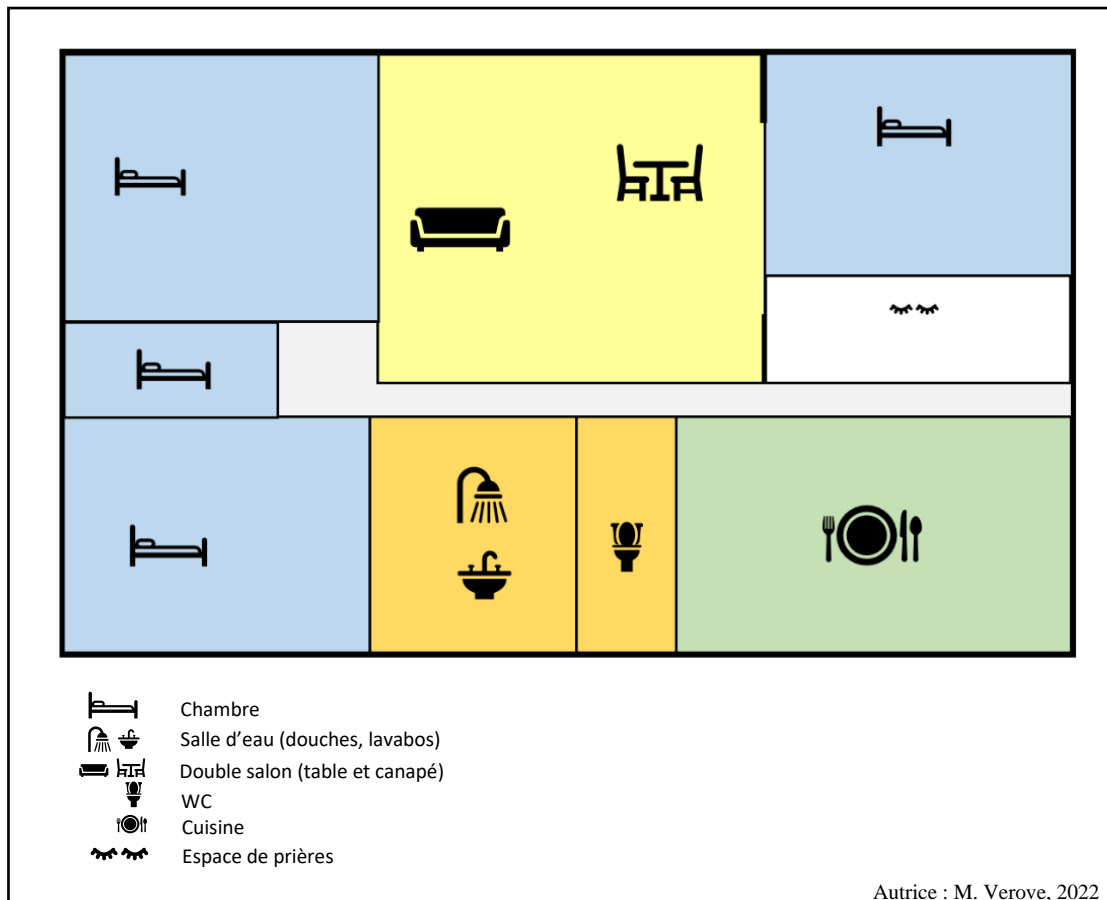 Chambre
Salle d’eau (douches, lavabos)
Double salon (table et canapé)
WC
Cuisine
Espace de prières
Autrice : M. Verove, 2022